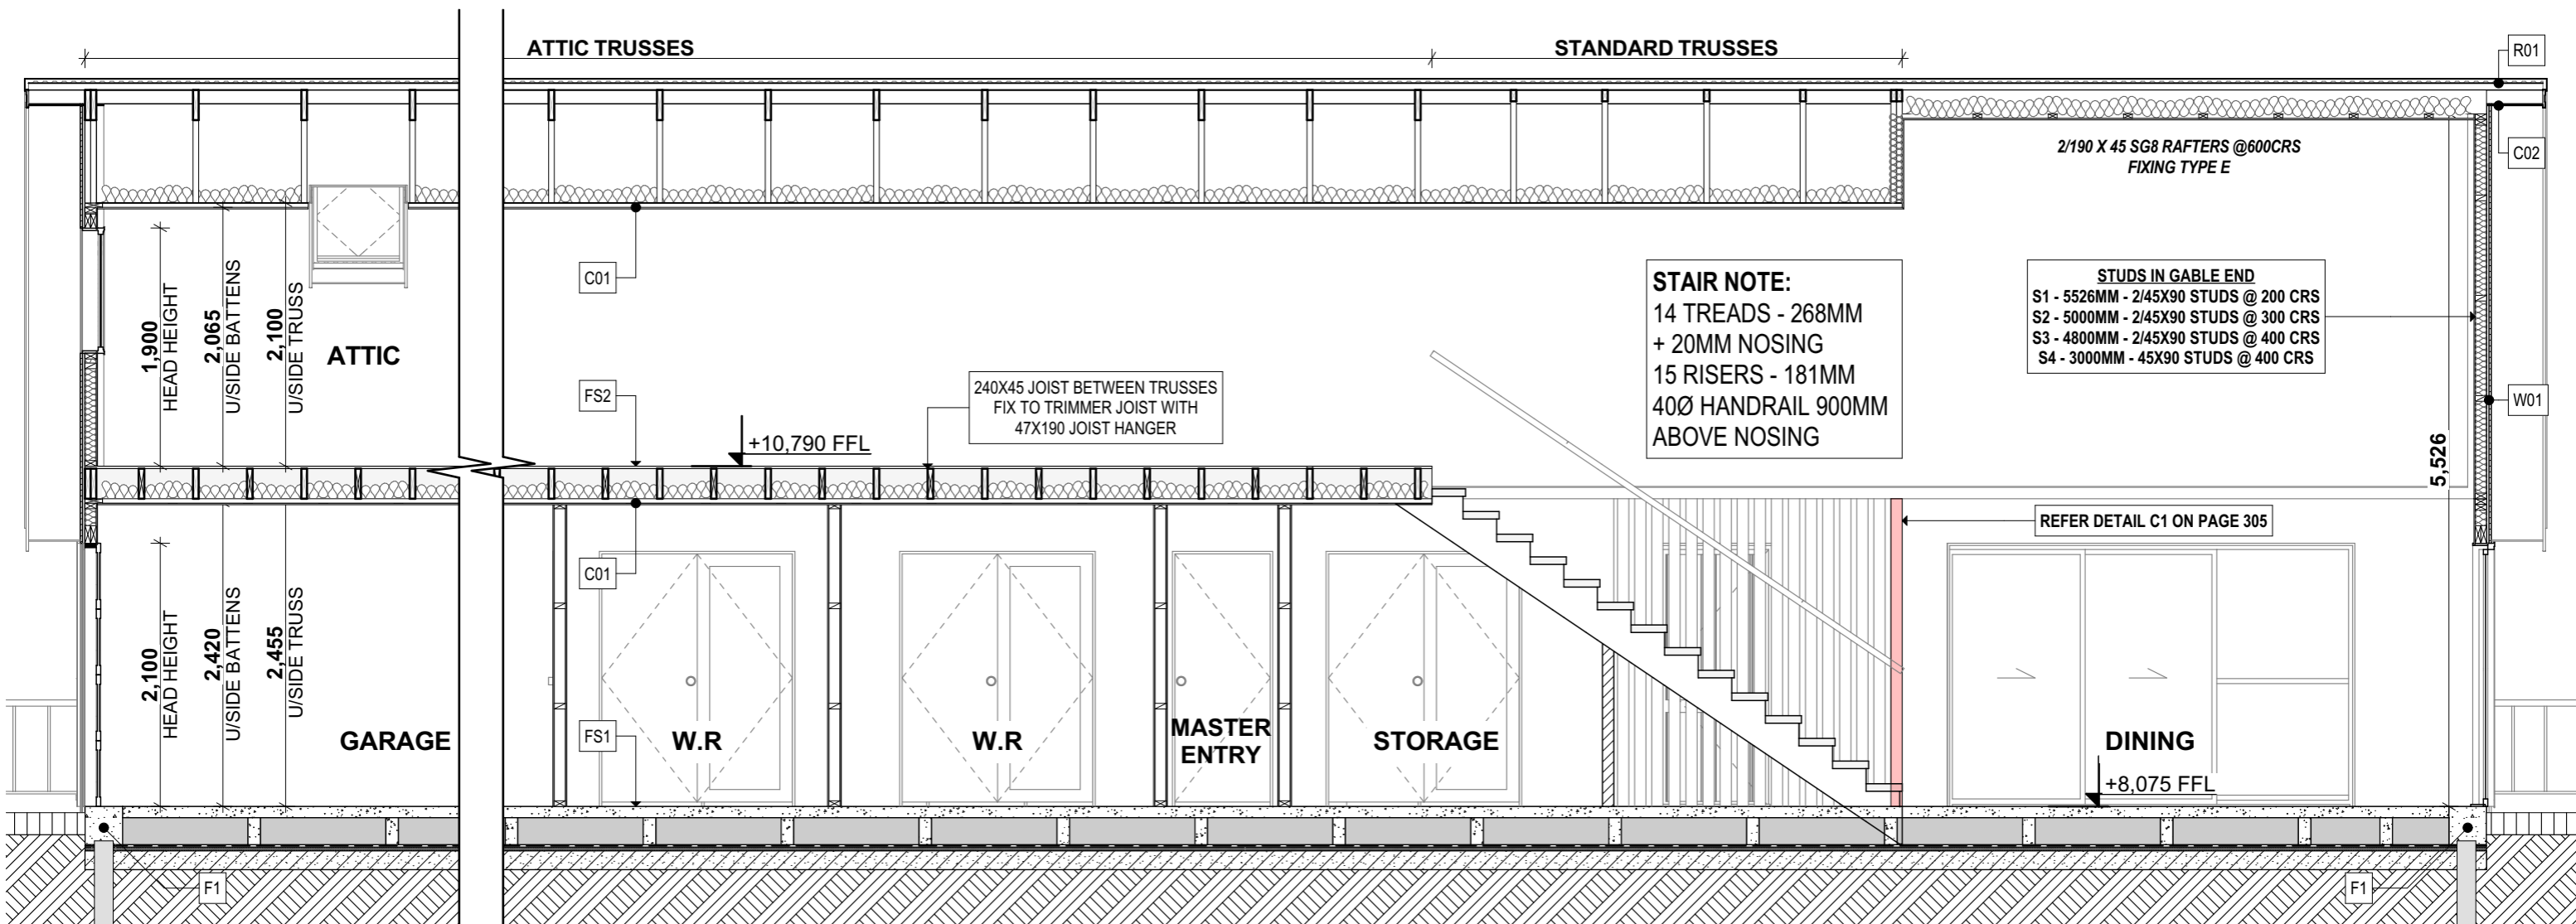 ATTIC TRUSSES
STANDARD TRUSSES
R01
C02
2/190 X 45 SG8 RAFTERS @600CRS
FIXING TYPE E
C01
1,900
HEAD HEIGHT
2,065
U/SIDE BATTENS
2,100
U/SIDE TRUSS
ATTIC
STAIR NOTE:
14 TREADS - 268MM
+ 20MM NOSING
15 RISERS - 181MM
40Ø HANDRAIL 900MM
ABOVE NOSING
STUDS IN GABLE END
S1 - 5526MM - 2/45X90 STUDS @ 200 CRS
S2 - 5000MM - 2/45X90 STUDS @ 300 CRS
S3 - 4800MM - 2/45X90 STUDS @ 400 CRS
S4 - 3000MM - 45X90 STUDS @ 400 CRS
FS2
240X45 JOIST BETWEEN TRUSSES
FIX TO TRIMMER JOIST WITH
47X190 JOIST HANGER
W01
+10,790 FFL
5,526
REFER DETAIL C1 ON PAGE 305
C01
2,100
HEAD HEIGHT
2,420
U/SIDE BATTENS
2,455
U/SIDE TRUSS
GARAGE
FS1
W.R
W.R
MASTER
ENTRY
STORAGE
DINING
+8,075 FFL
F1
F1